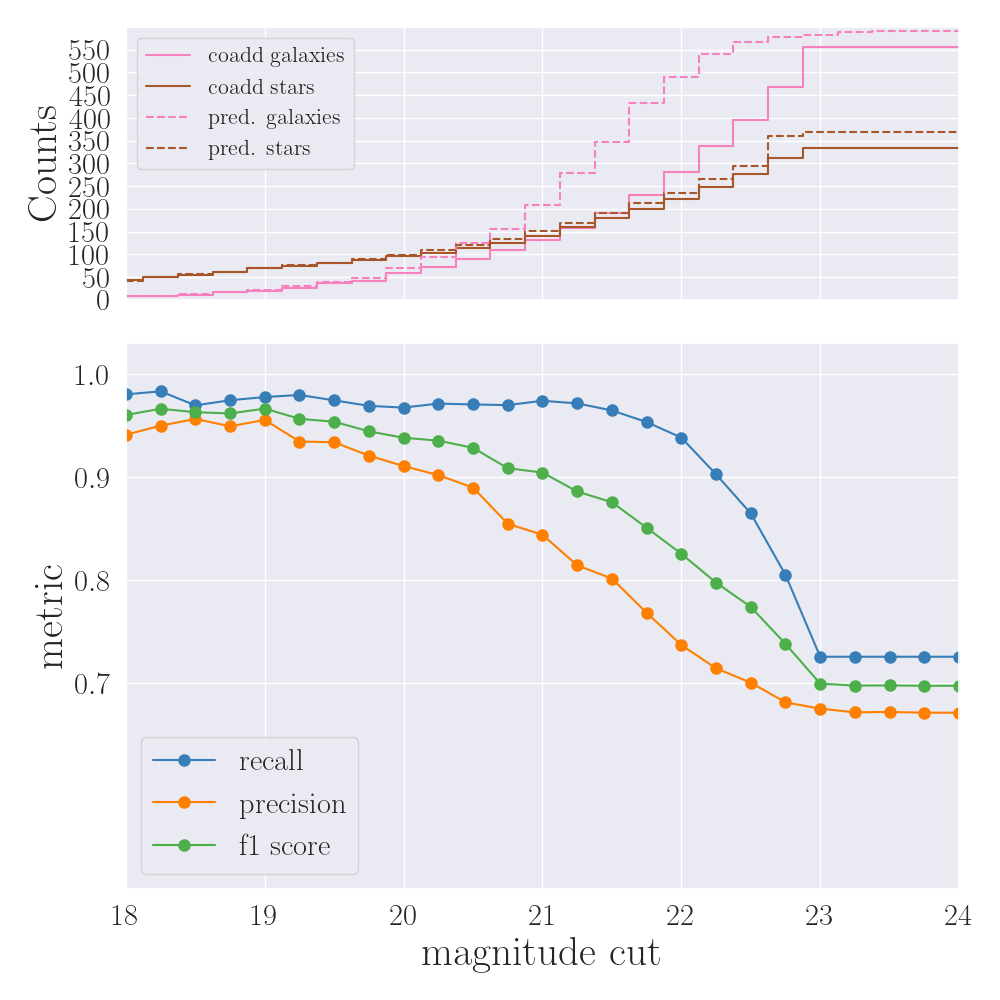 550
500
450
400
350
300
250
200
150
100
50
0
Counts
coadd galaxies
coadd stars
pred. galaxies
pred. stars
1.0
0.9
0.8
0.7
metric
recall
precision
f1 score
18 19 20 21 22 23 24
magnitude cut